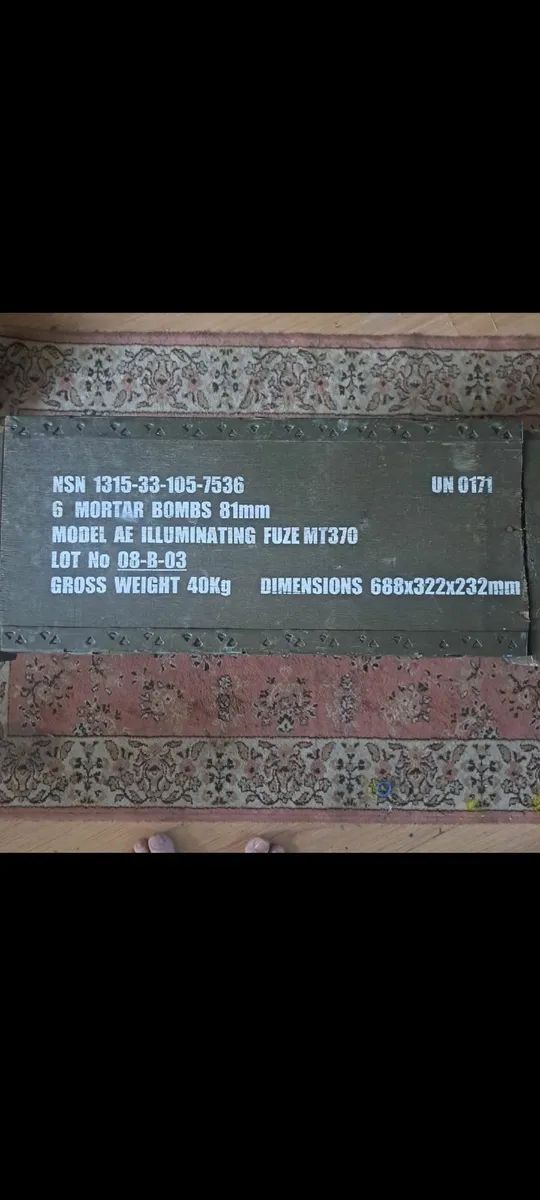 NSN 1315-33-105-7536 UN 0171
6 MORTAR BOMBS 81mm
MODEL AE ILLUMINATING FUZE MT370
LOT No 08-B-03
GROSS WEIGHT 40Kg DIMENSIONS 688x322x232mm